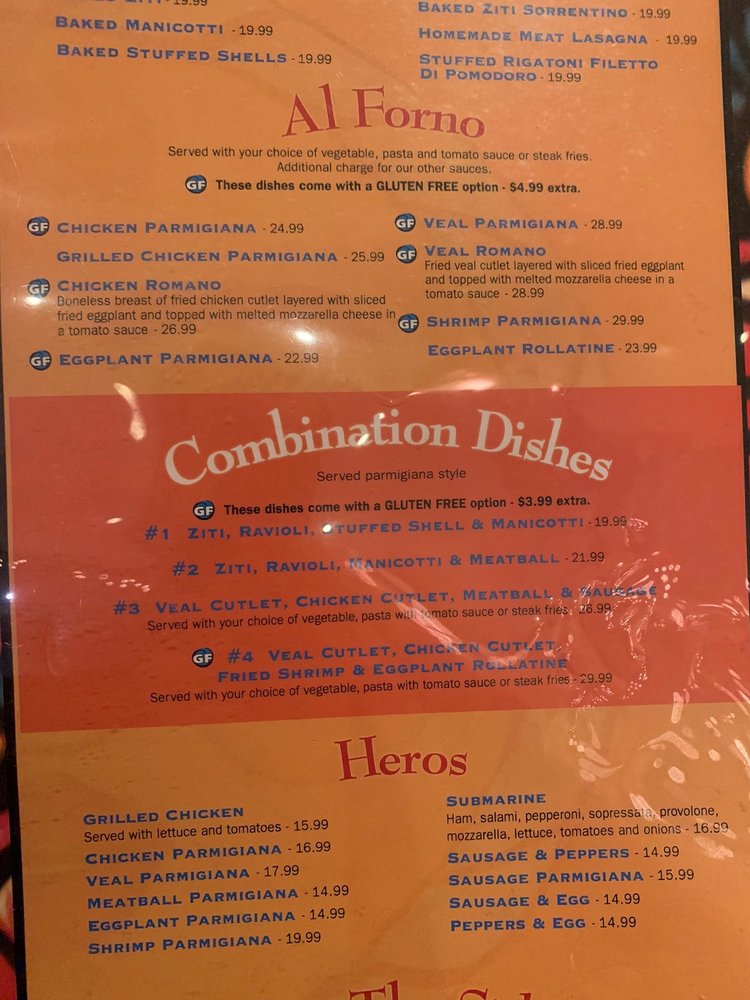 19.99
Baked Manicotti - 19.99
Baked Stuffed Shells - 19.99
Baked Ziti Sorrentino - 19.99
Homemade Meat Lasagna - 19.99
Stuffed Rigatoni Filetto
Di Pomodoro - 19.99
Al Forno
Served with your choice of vegetable, pasta and tomato sauce or steak fries.
Additional charge for our other sauces.
GF These dishes come with a GLUTEN FREE option - $4.99 extra.
GF Chicken Parmigiana - 24.99
Grilled Chicken Parmigiana - 25.99
GF Chicken Romano
Boneless breast of fried chicken cutlet layered with sliced
fried eggplant and topped with melted mozzarella cheese in
a tomato sauce - 26.99
GF Eggplant Parmigiana - 22.99
GF Veal Parmigiana - 28.99
GF Veal Romano
Fried veal cutlet layered with sliced fried eggplant
and topped with melted mozzarella cheese in a
tomato sauce - 28.99
GF Shrimp Parmigiana - 29.99
Eggplant Rollatine - 23.99
Combination Dishes
Served parmigiana style
GF These dishes come with a GLUTEN FREE option - $3.99 extra.
#1 Ziti, Ravioli, Stuffed Shell & Manicotti - 19.99
#2 Ziti, Ravioli, Manicotti & Meatball - 21.99
#3 Veal Cutlet, Chicken Cutlet, Meatball & Sausage
Served with your choice of vegetable, pasta with tomato sauce or steak fries - 26.99
GF #4 Veal Cutlet, Chicken Cutlet,
Fried Shrimp & Eggplant Rollatine
Served with your choice of vegetable, pasta with tomato sauce or steak fries - 29.99
Heros
Grilled Chicken
Served with lettuce and tomatoes - 15.99
Chicken Parmigiana - 16.99
Veal Parmigiana - 17.99
Meatball Parmigiana - 14.99
Eggplant Parmigiana - 14.99
Shrimp Parmigiana - 19.99
Submarine
Ham, salami, pepperoni, sopressata, provolone,
mozzarella, lettuce, tomatoes and onions - 16.99
Sausage & Peppers - 14.99
Sausage Parmigiana - 15.99
Sausage & Egg - 14.99
Peppers & Egg - 14.99